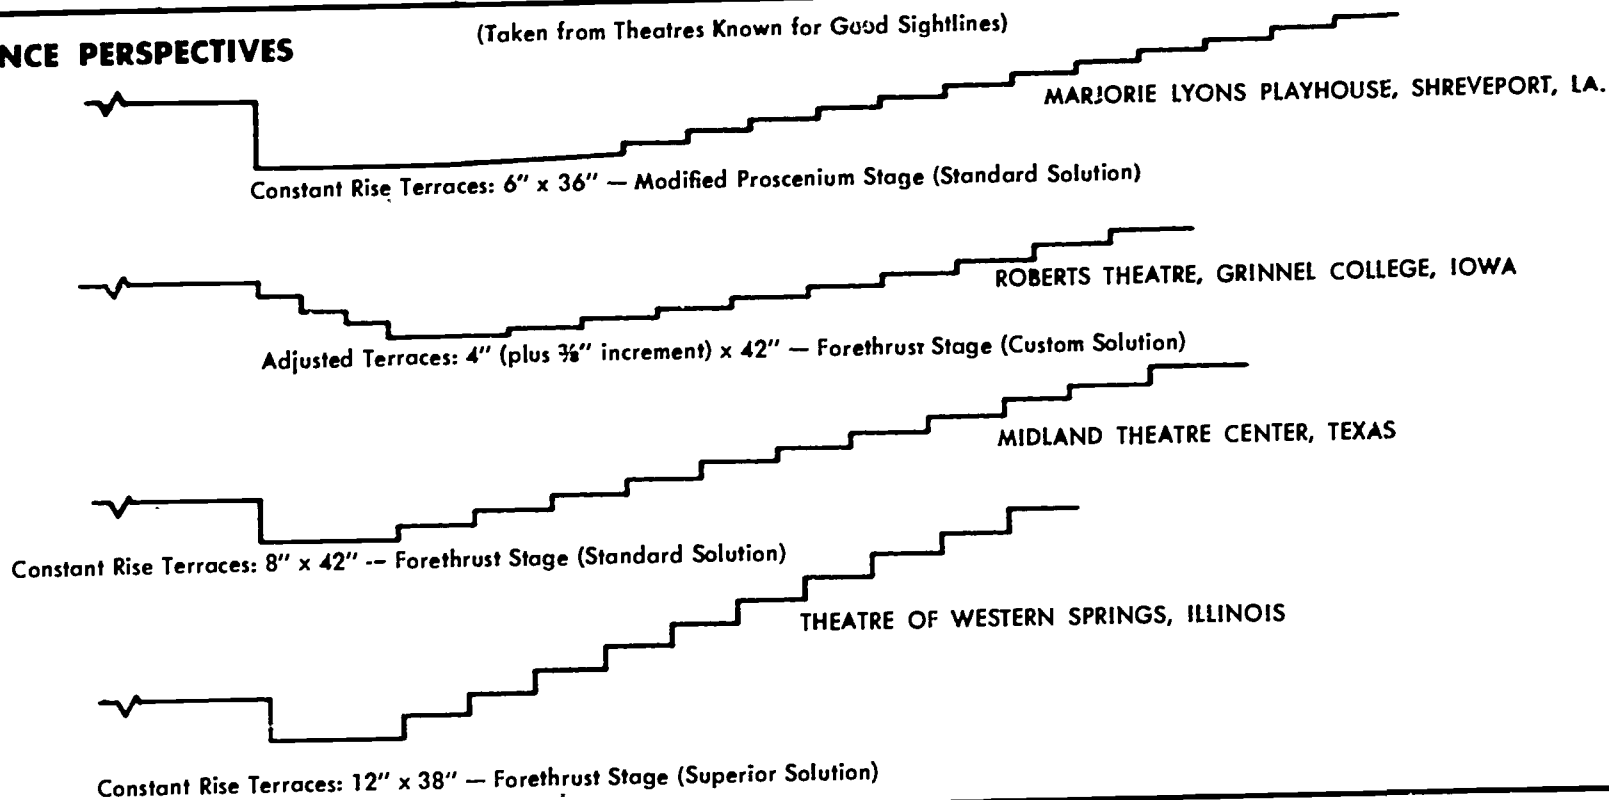 (Taken from Theatres Known for Good Sightlines)
NCE PERSPECTIVES
MARJORIE LYONS PLAYHOUSE, SHREVEPORT, LA.
Constant Rise Terraces: 6" x 36" — Modified Proscenium Stage (Standard Solution)
ROBERTS THEATRE, GRINNEL COLLEGE, IOWA
Adjusted Terraces: 4" (plus ⅜" increment) x 42" — Forethrust Stage (Custom Solution)
MIDLAND THEATRE CENTER, TEXAS
Constant Rise Terraces: 8" x 42" -- Forethrust Stage (Standard Solution)
THEATRE OF WESTERN SPRINGS, ILLINOIS
Constant Rise Terraces: 12" x 38" — Forethrust Stage (Superior Solution)